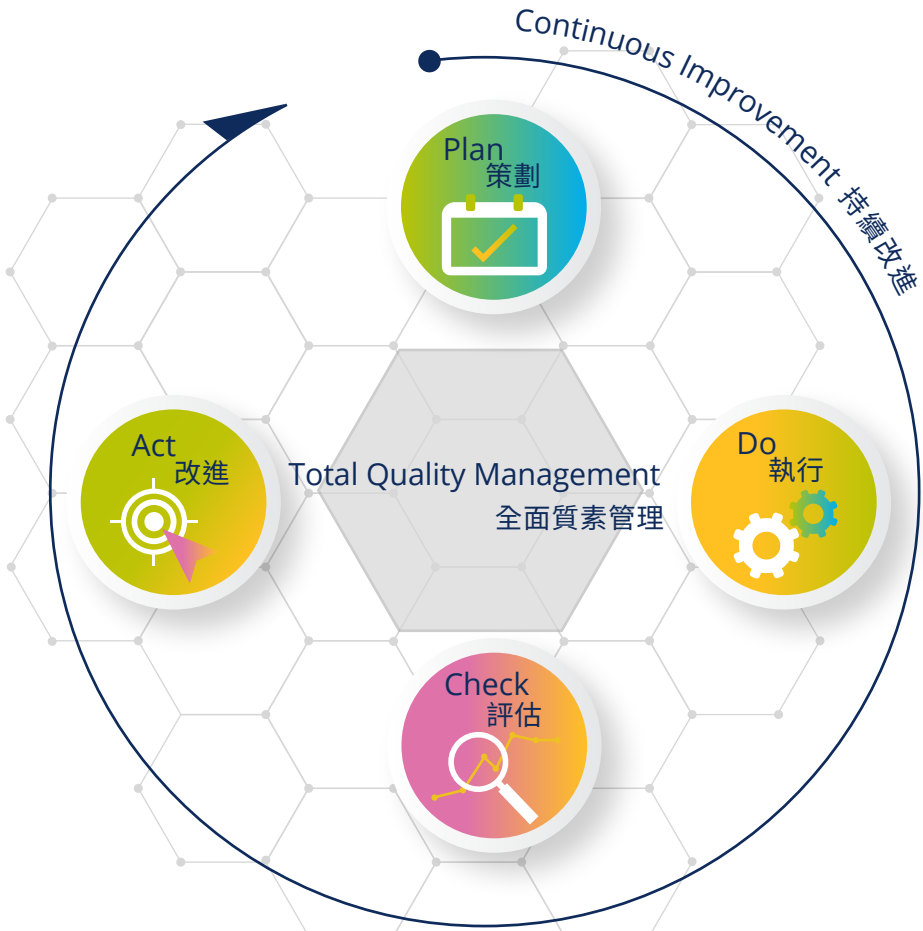 Continuous Improvement 持續改進
Plan
策劃
Act
改進
Total Quality Management
全面質素管理
Do
執行
Check
評估